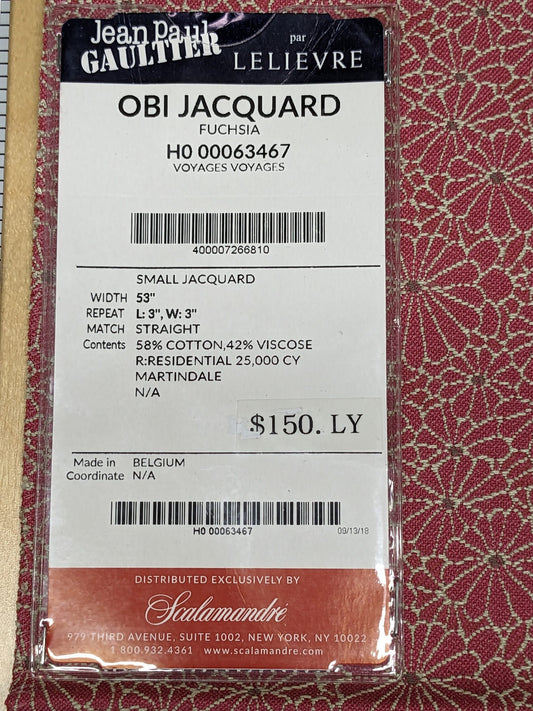 Jean Paul
GAULTIER
par
LELIEVRE
OBI JACQUARD
FUCHSIA
H0 00063467
VOYAGES VOYAGES
400007266810
SMALL JACQUARD
WIDTH 53"
REPEAT L: 3", W: 3"
MATCH STRAIGHT
Contents 58% COTTON,42% VISCOSE
R:RESIDENTIAL 25,000 CY
MARTINDALE
N/A
$150. LY
Made in BELGIUM
Coordinate N/A
H0 00063467
09/13/18
DISTRIBUTED EXCLUSIVELY BY
Scalamandré
979 THIRD AVENUE, SUITE 1002, NEW YORK, NY 10022
1 800.932.4361 www.scalamandre.com